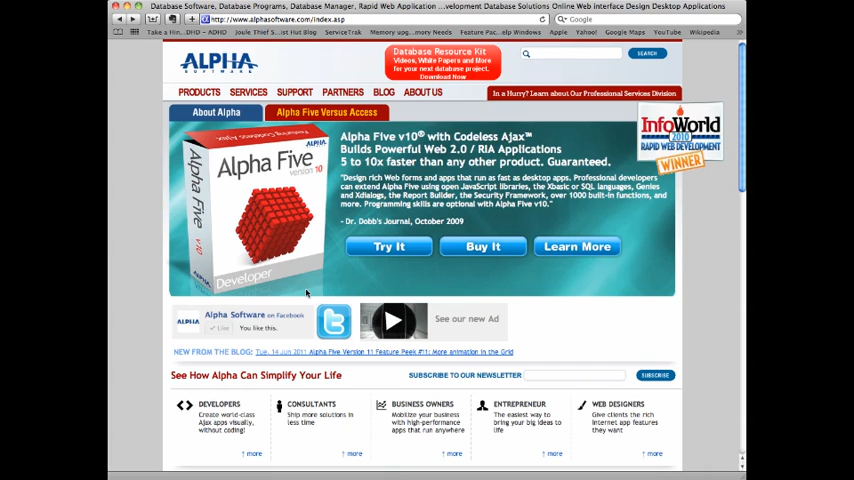 Database Software, Database Programs, Database Manager, Rapid Web Application ...velopment Database Solutions Online Web interface Design Desktop Applications
http://www.alphasoftware.com/index.asp
Google
Take a Hin...DHD – ADHD
Joule Thief S...ist Hut Blog
ServiceTrak
Memory upg...mory Needs
Feature Pac...elp Windows
Apple
Yahoo!
Google Maps
YouTube
Wikipedia
ALPHA
SOFTWARE
Database Resource Kit
Videos, White Papers and More
for your next database project.
Download Now
SEARCH
PRODUCTS SERVICES SUPPORT PARTNERS BLOG ABOUT US
In a Hurry? Learn about Our Professional Services Division
About Alpha
Alpha Five Versus Access
InfoWorld
2010
RAPID WEB DEVELOPMENT
WINNER
ALPHA
Alpha Five
version 10
Alpha Five
v10
Developer
Alpha Five v10® with Codeless Ajax™
Builds Powerful Web 2.0 / RIA Applications
5 to 10x faster than any other product. Guaranteed.
"Design rich Web forms and apps that run as fast as desktop apps. Professional developers
can extend Alpha Five using open JavaScript libraries, the Xbasic or SQL languages, Genies
and Xdialogs, the Report Builder, the Security Framework, over 1000 built-in functions, and
more. Programming skills are optional with Alpha Five v10".
- Dr. Dobb's Journal, October 2009
Try It
Buy It
Learn More
ALPHA
Alpha Software on Facebook
Like
You like this.
See our new Ad
NEW FROM THE BLOG: Tue, 14 Jun 2011 Alpha Five Version 11 Feature Peek #11: More animation in the Grid
See How Alpha Can Simplify Your Life
SUBSCRIBE TO OUR NEWSLETTER
SUBSCRIBE
DEVELOPERS
Create world-class
Ajax apps visually,
without coding!
more
CONSULTANTS
Ship more solutions in
less time
more
BUSINESS OWNERS
Mobilize your business
with high-performance
apps that run anywhere
more
ENTREPRENEUR
The easiest way to
bring your big ideas to
life
more
WEB DESIGNERS
Give clients the rich
Internet app features
they want
more